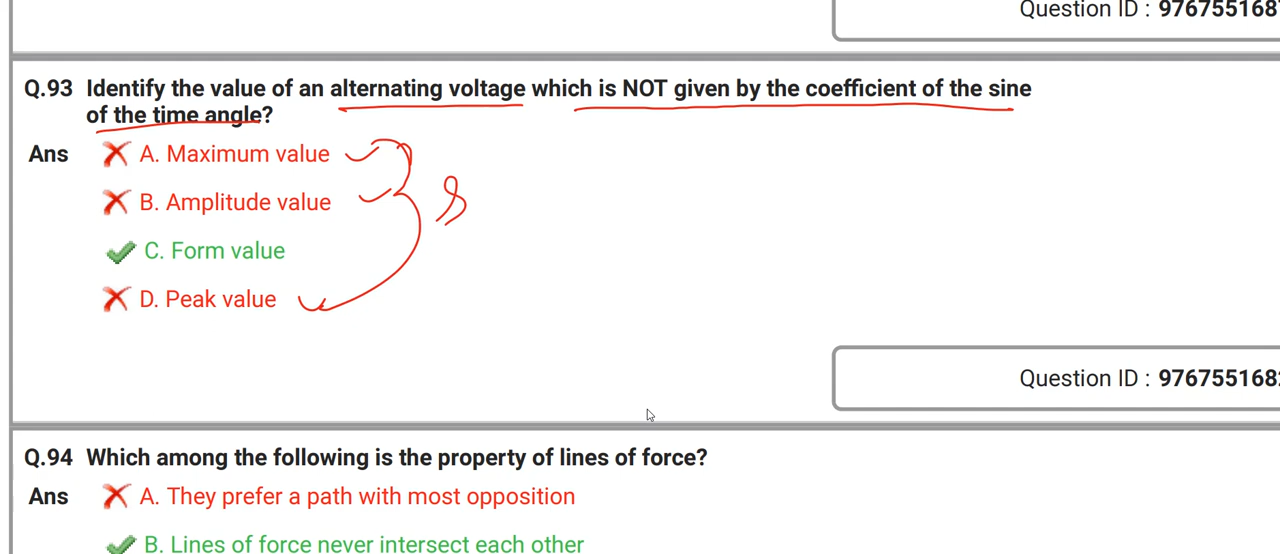 Question ID : 976755168
Q.93 Identify the value of an alternating voltage which is NOT given by the coefficient of the sine
of the time angle?
Ans A. Maximum value
B. Amplitude value
C. Form value
D. Peak value
Question ID : 976755168
Q.94 Which among the following is the property of lines of force?
Ans A. They prefer a path with most opposition
B. Lines of force never intersect each other